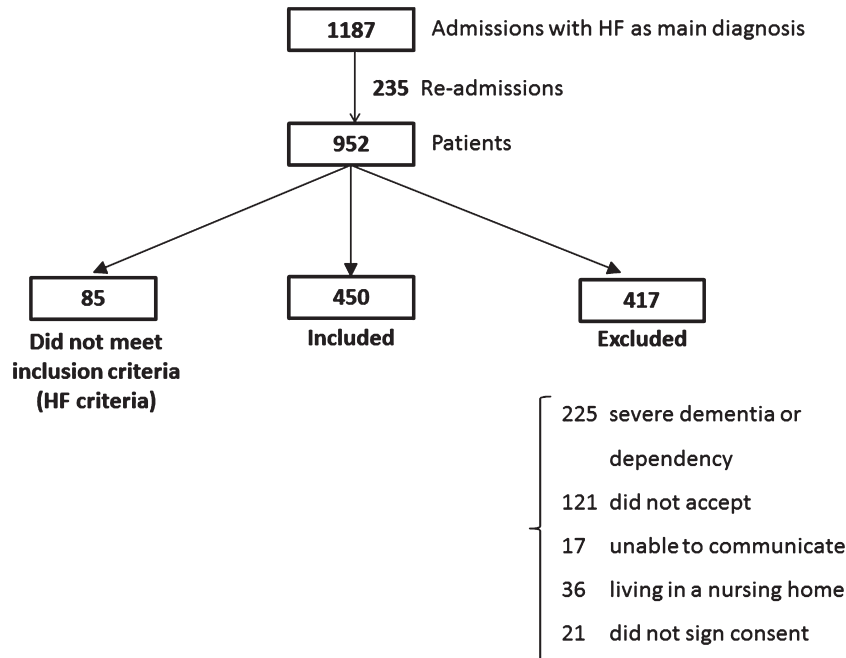 1187 Admissions with HF as main diagnosis
235 Re-admissions
952 Patients
85
Did not meet
inclusion criteria
(HF criteria)
450
Included
417
Excluded
225 severe dementia or
dependency
121 did not accept
17 unable to communicate
36 living in a nursing home
21 did not sign consent